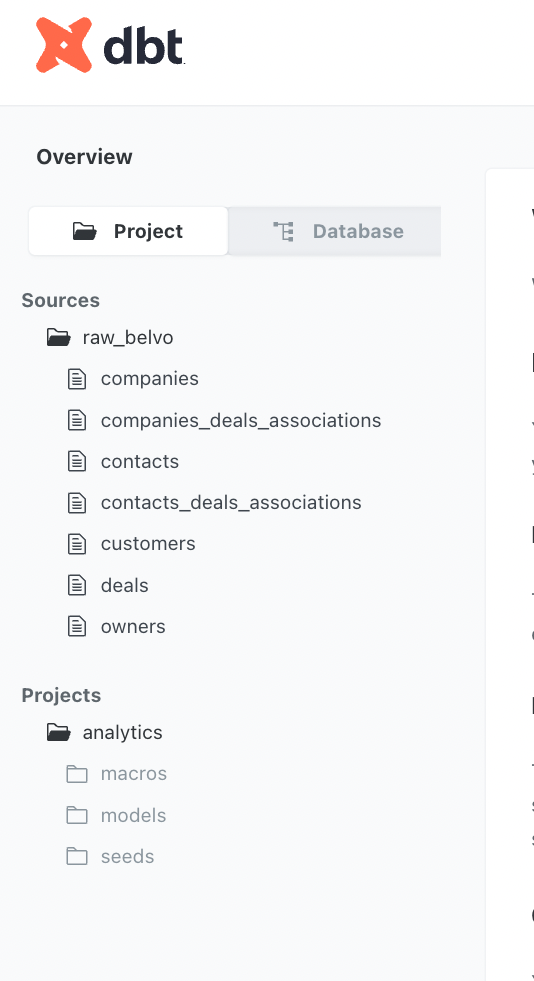 dbt
Overview
Project
Database
Sources
raw_belvo
companies
companies_deals_associations
contacts
contacts_deals_associations
customers
deals
owners
Projects
analytics
macros
models
seeds